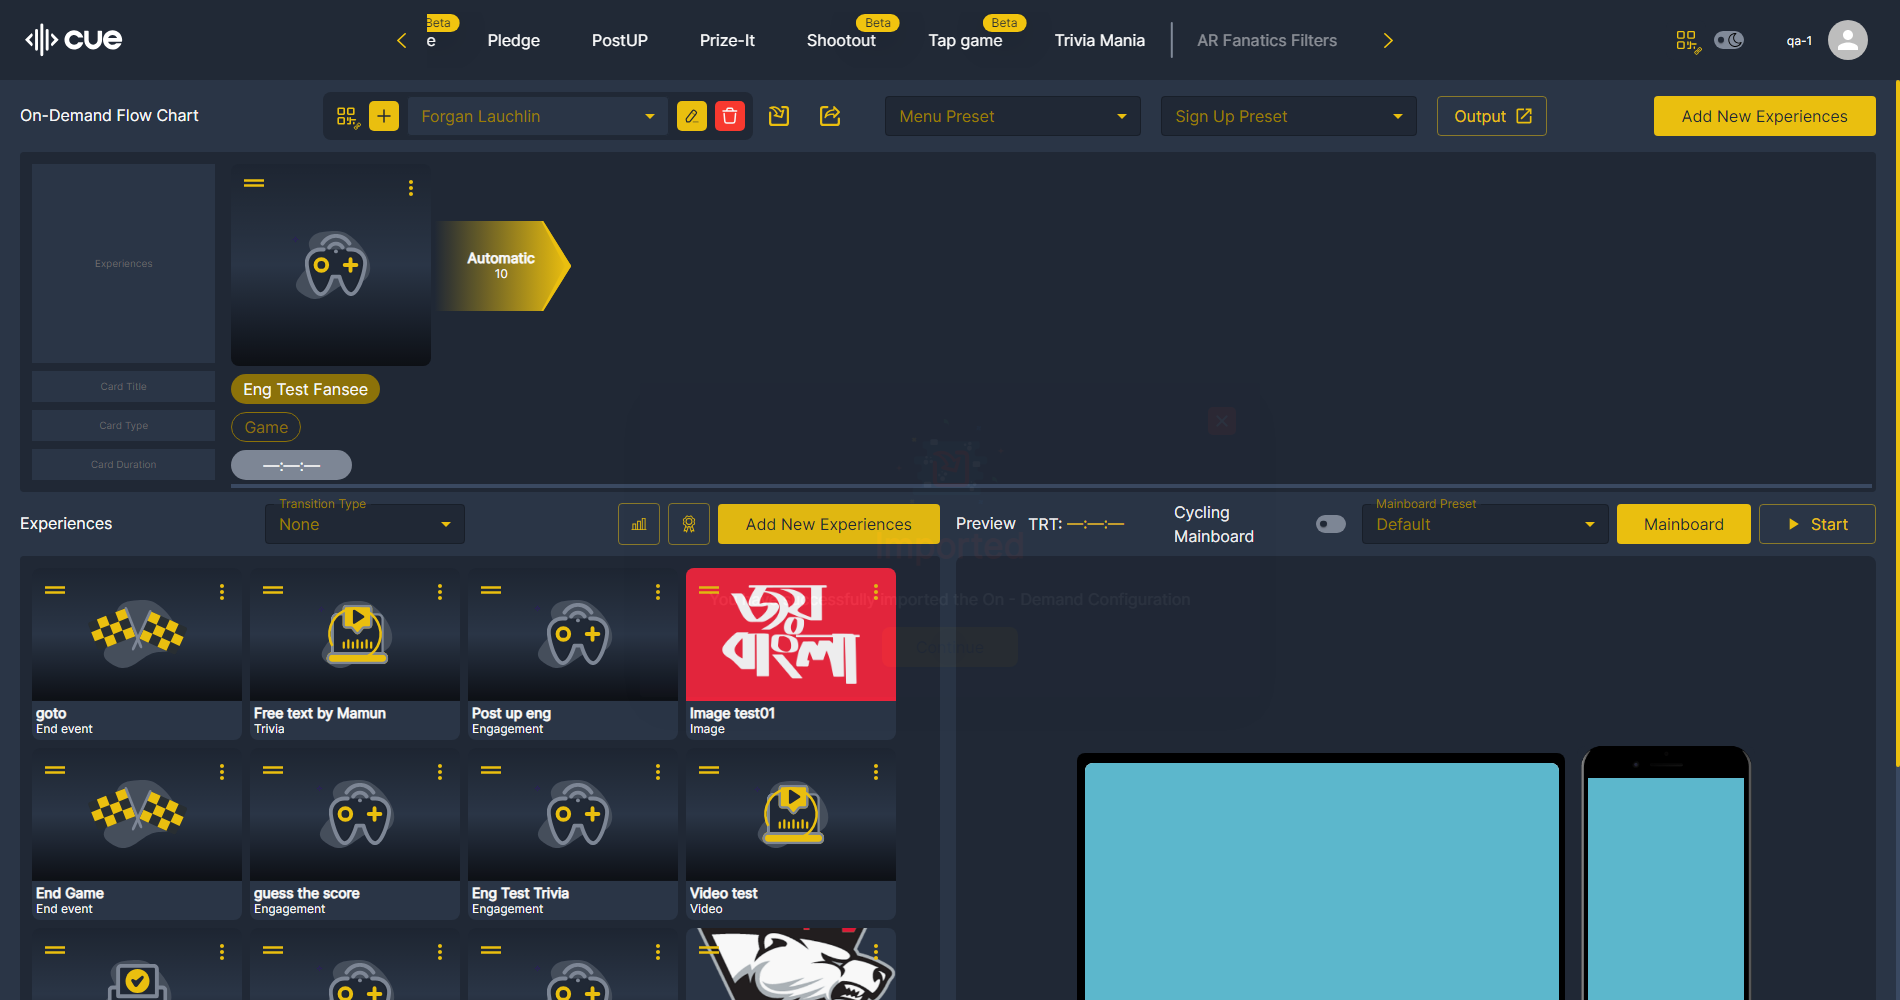 cue
Beta
e
Pledge
PostUP
Prize-It
Beta
Shootout
Beta
Tap game
Trivia Mania
AR Fanatics Filters
qa-1
On-Demand Flow Chart
Forgan Lauchlin
Menu Preset
Sign Up Preset
Output
Add New Experiences
Experiences
Automatic
10
Card Title
Eng Test Fansee
Card Type
Game
Card Duration
—:—:—
Experiences
Transition Type
None
Add New Experiences
Preview
TRT: —:—:—
Cycling
Mainboard
Mainboard Preset
Default
Mainboard
Start
Imported
successfully imported the On - Demand Configuration
Continue
জয়
বাংলা
goto
End event
Free text by Mamun
Trivia
Post up eng
Engagement
Image test01
Image
End Game
End event
guess the score
Engagement
Eng Test Trivia
Engagement
Video test
Video